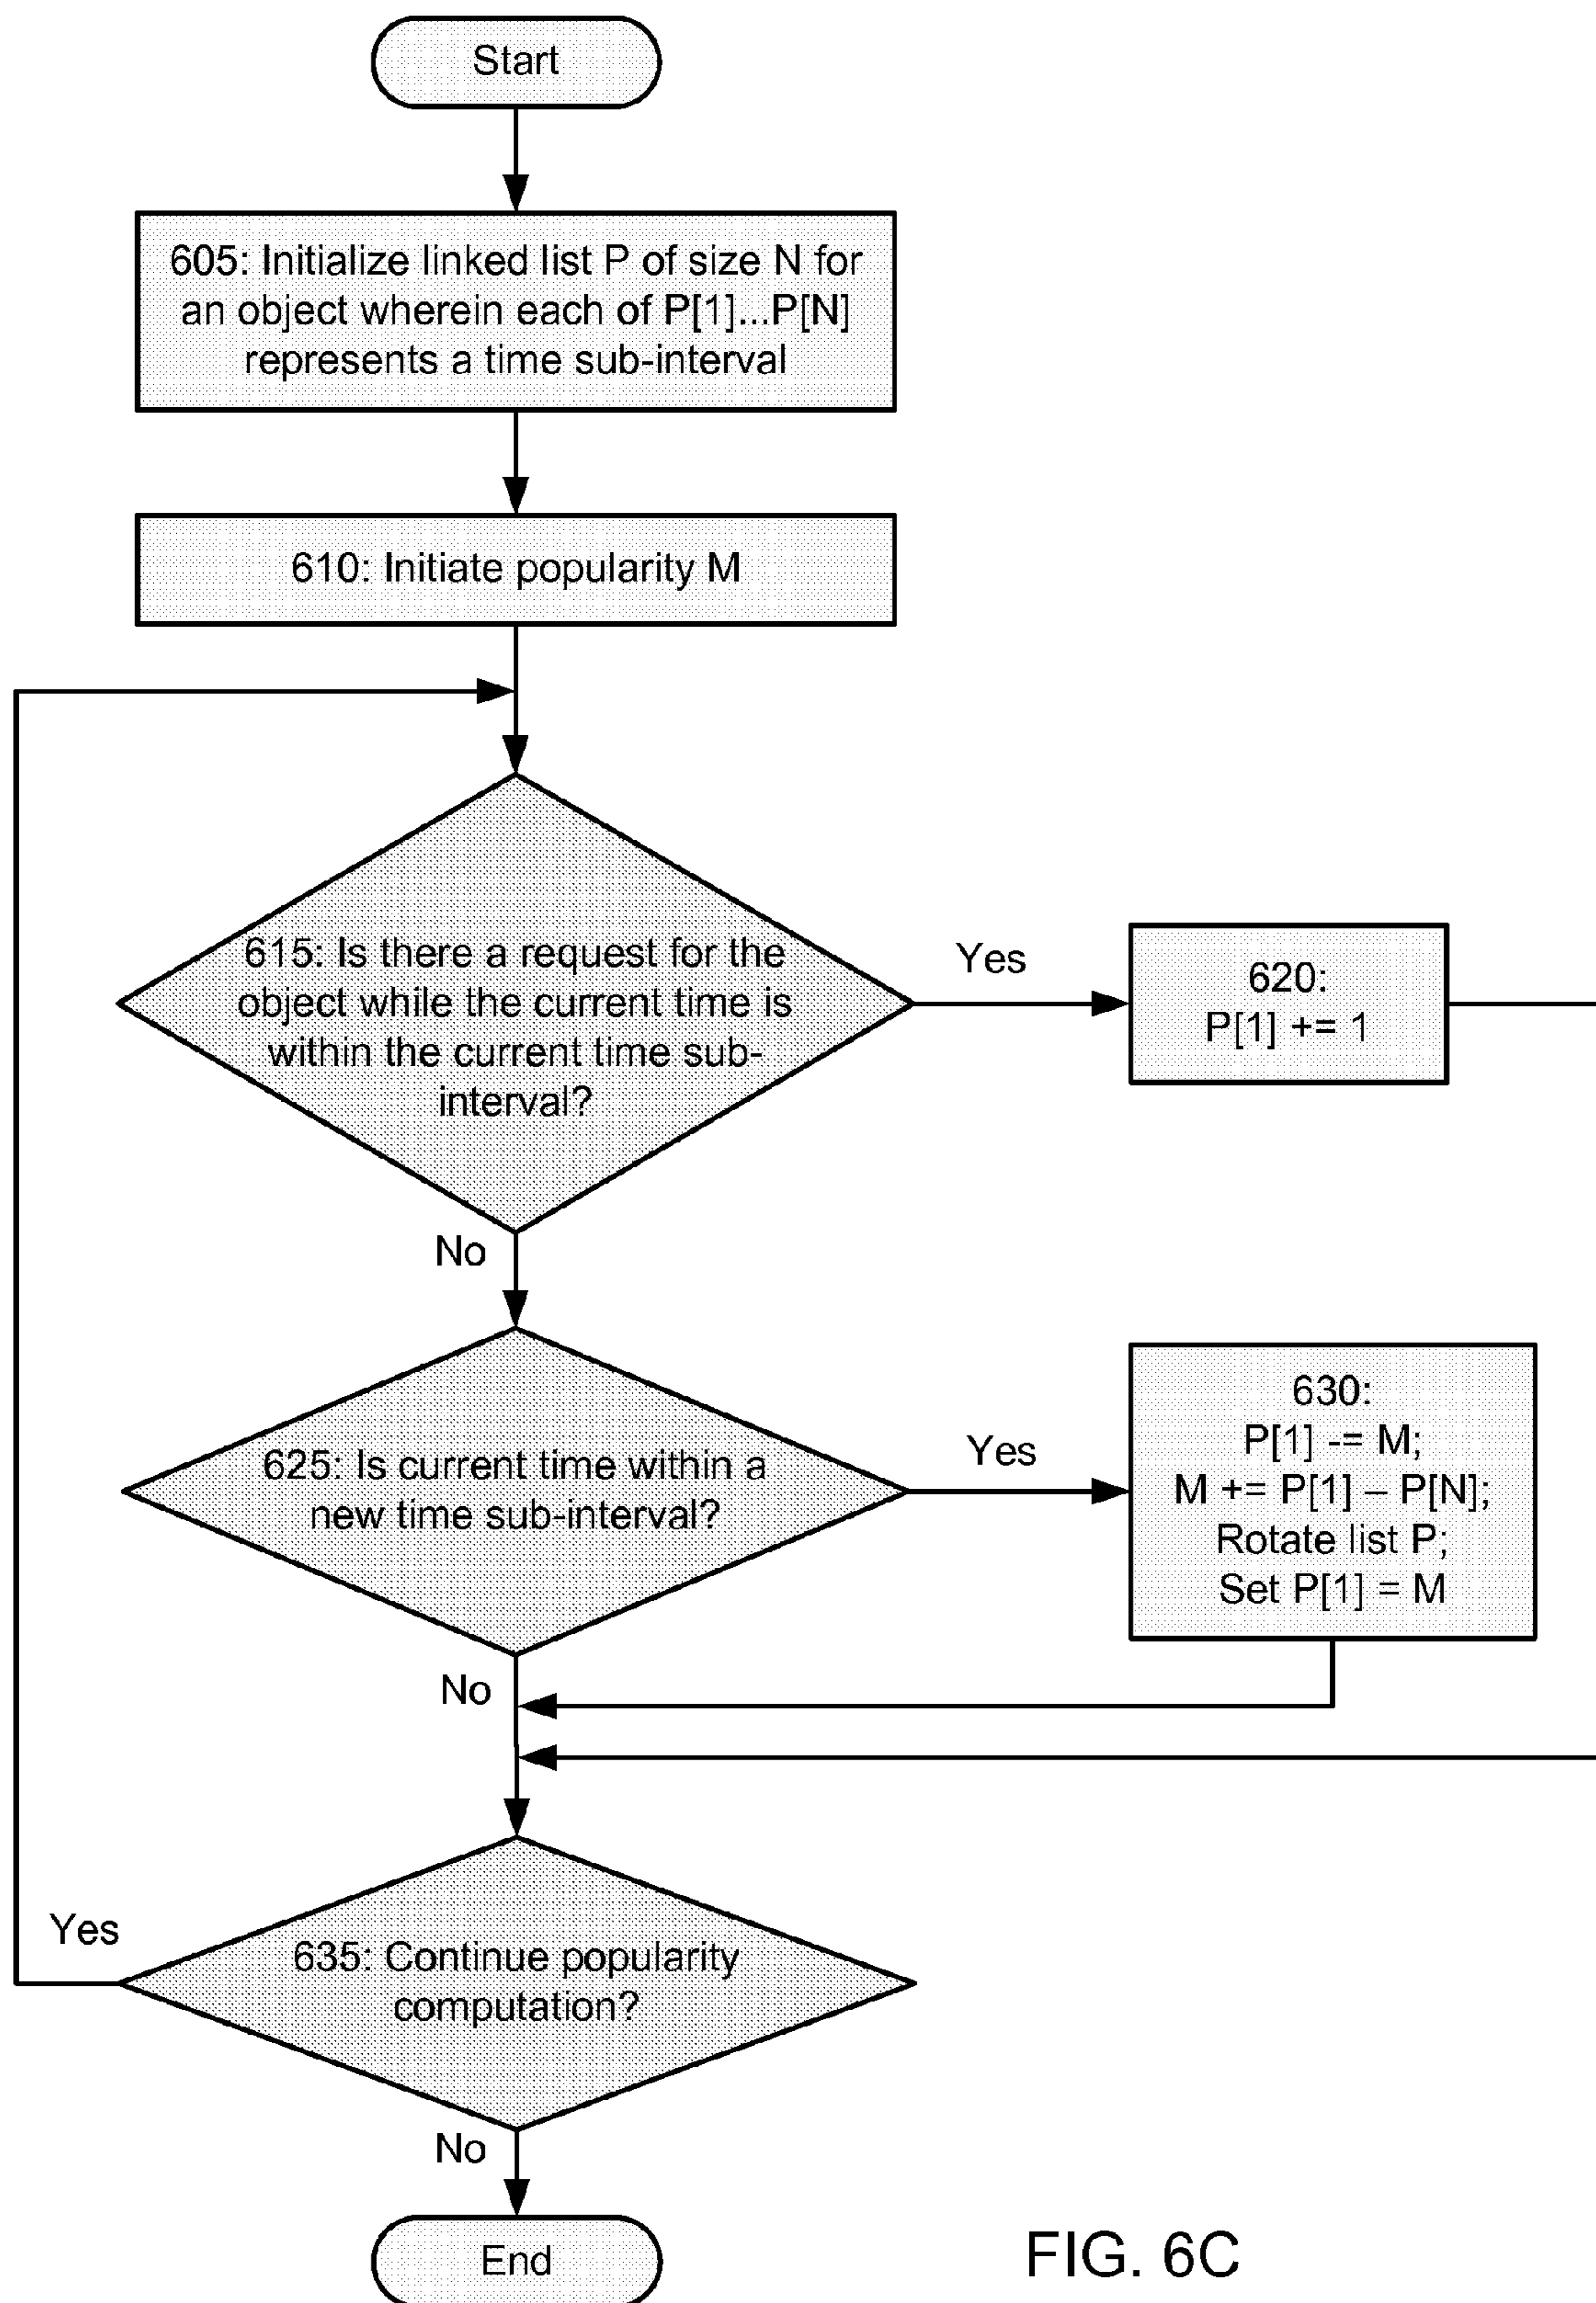 Start
605: Initialize linked list P of size N for
an object wherein each of P[1]...P[N]
represents a time sub-interval
610: Initiate popularity M
615: Is there a request for the
object while the current time is
within the current time sub-
interval?
Yes
620:
P[1] += 1
No
625: Is current time within a
new time sub-interval?
Yes
630:
P[1] -= M;
M += P[1] – P[N];
Rotate list P;
Set P[1] = M
No
635: Continue popularity
computation?
Yes
No
End
FIG. 6C